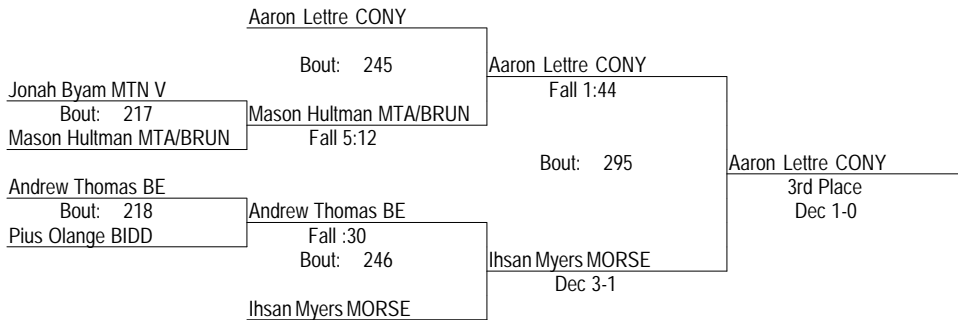 Aaron Lettre CONY
Bout: 245
Aaron Lettre CONY
Fall 1:44
Jonah Byam MTN V
Bout: 217
Mason Hultman MTA/BRUN
Mason Hultman MTA/BRUN
Fall 5:12
Bout: 295
Aaron Lettre CONY
3rd Place
Dec 1-0
Andrew Thomas BE
Bout: 218
Pius Olange BIDD
Andrew Thomas BE
Fall :30
Bout: 246
Ihsan Myers MORSE
Dec 3-1
Ihsan Myers MORSE